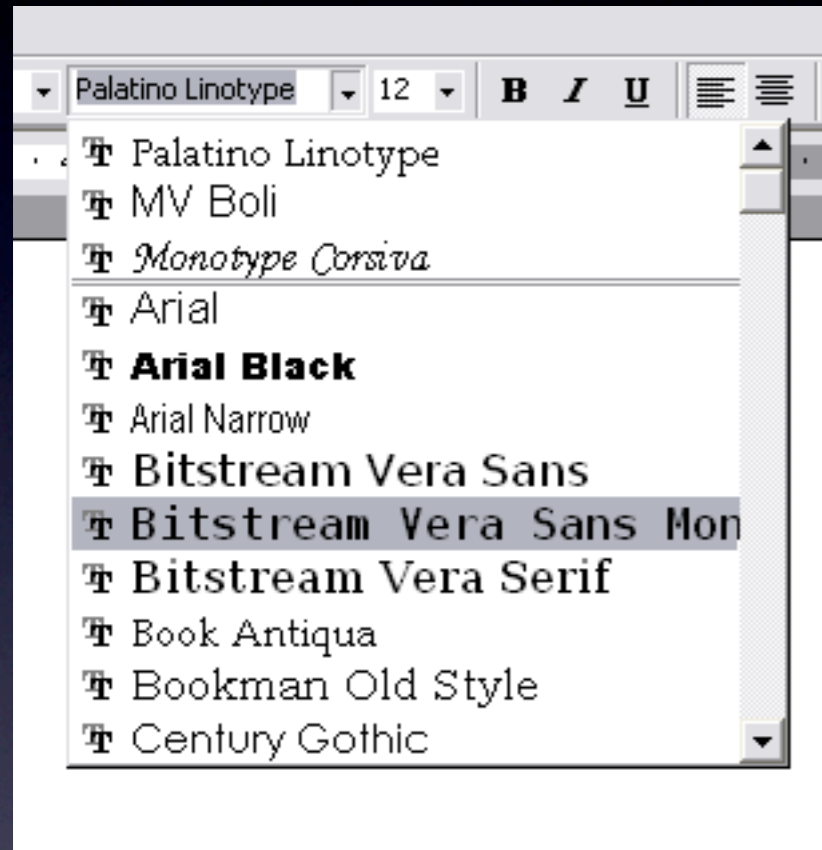 Palatino Linotype 12 B I U
Palatino Linotype
MV Boli
Monotype Corsiva
Arial
Arial Black
Arial Narrow
Bitstream Vera Sans
Bitstream Vera Sans Mon
Bitstream Vera Serif
Book Antiqua
Bookman Old Style
Century Gothic